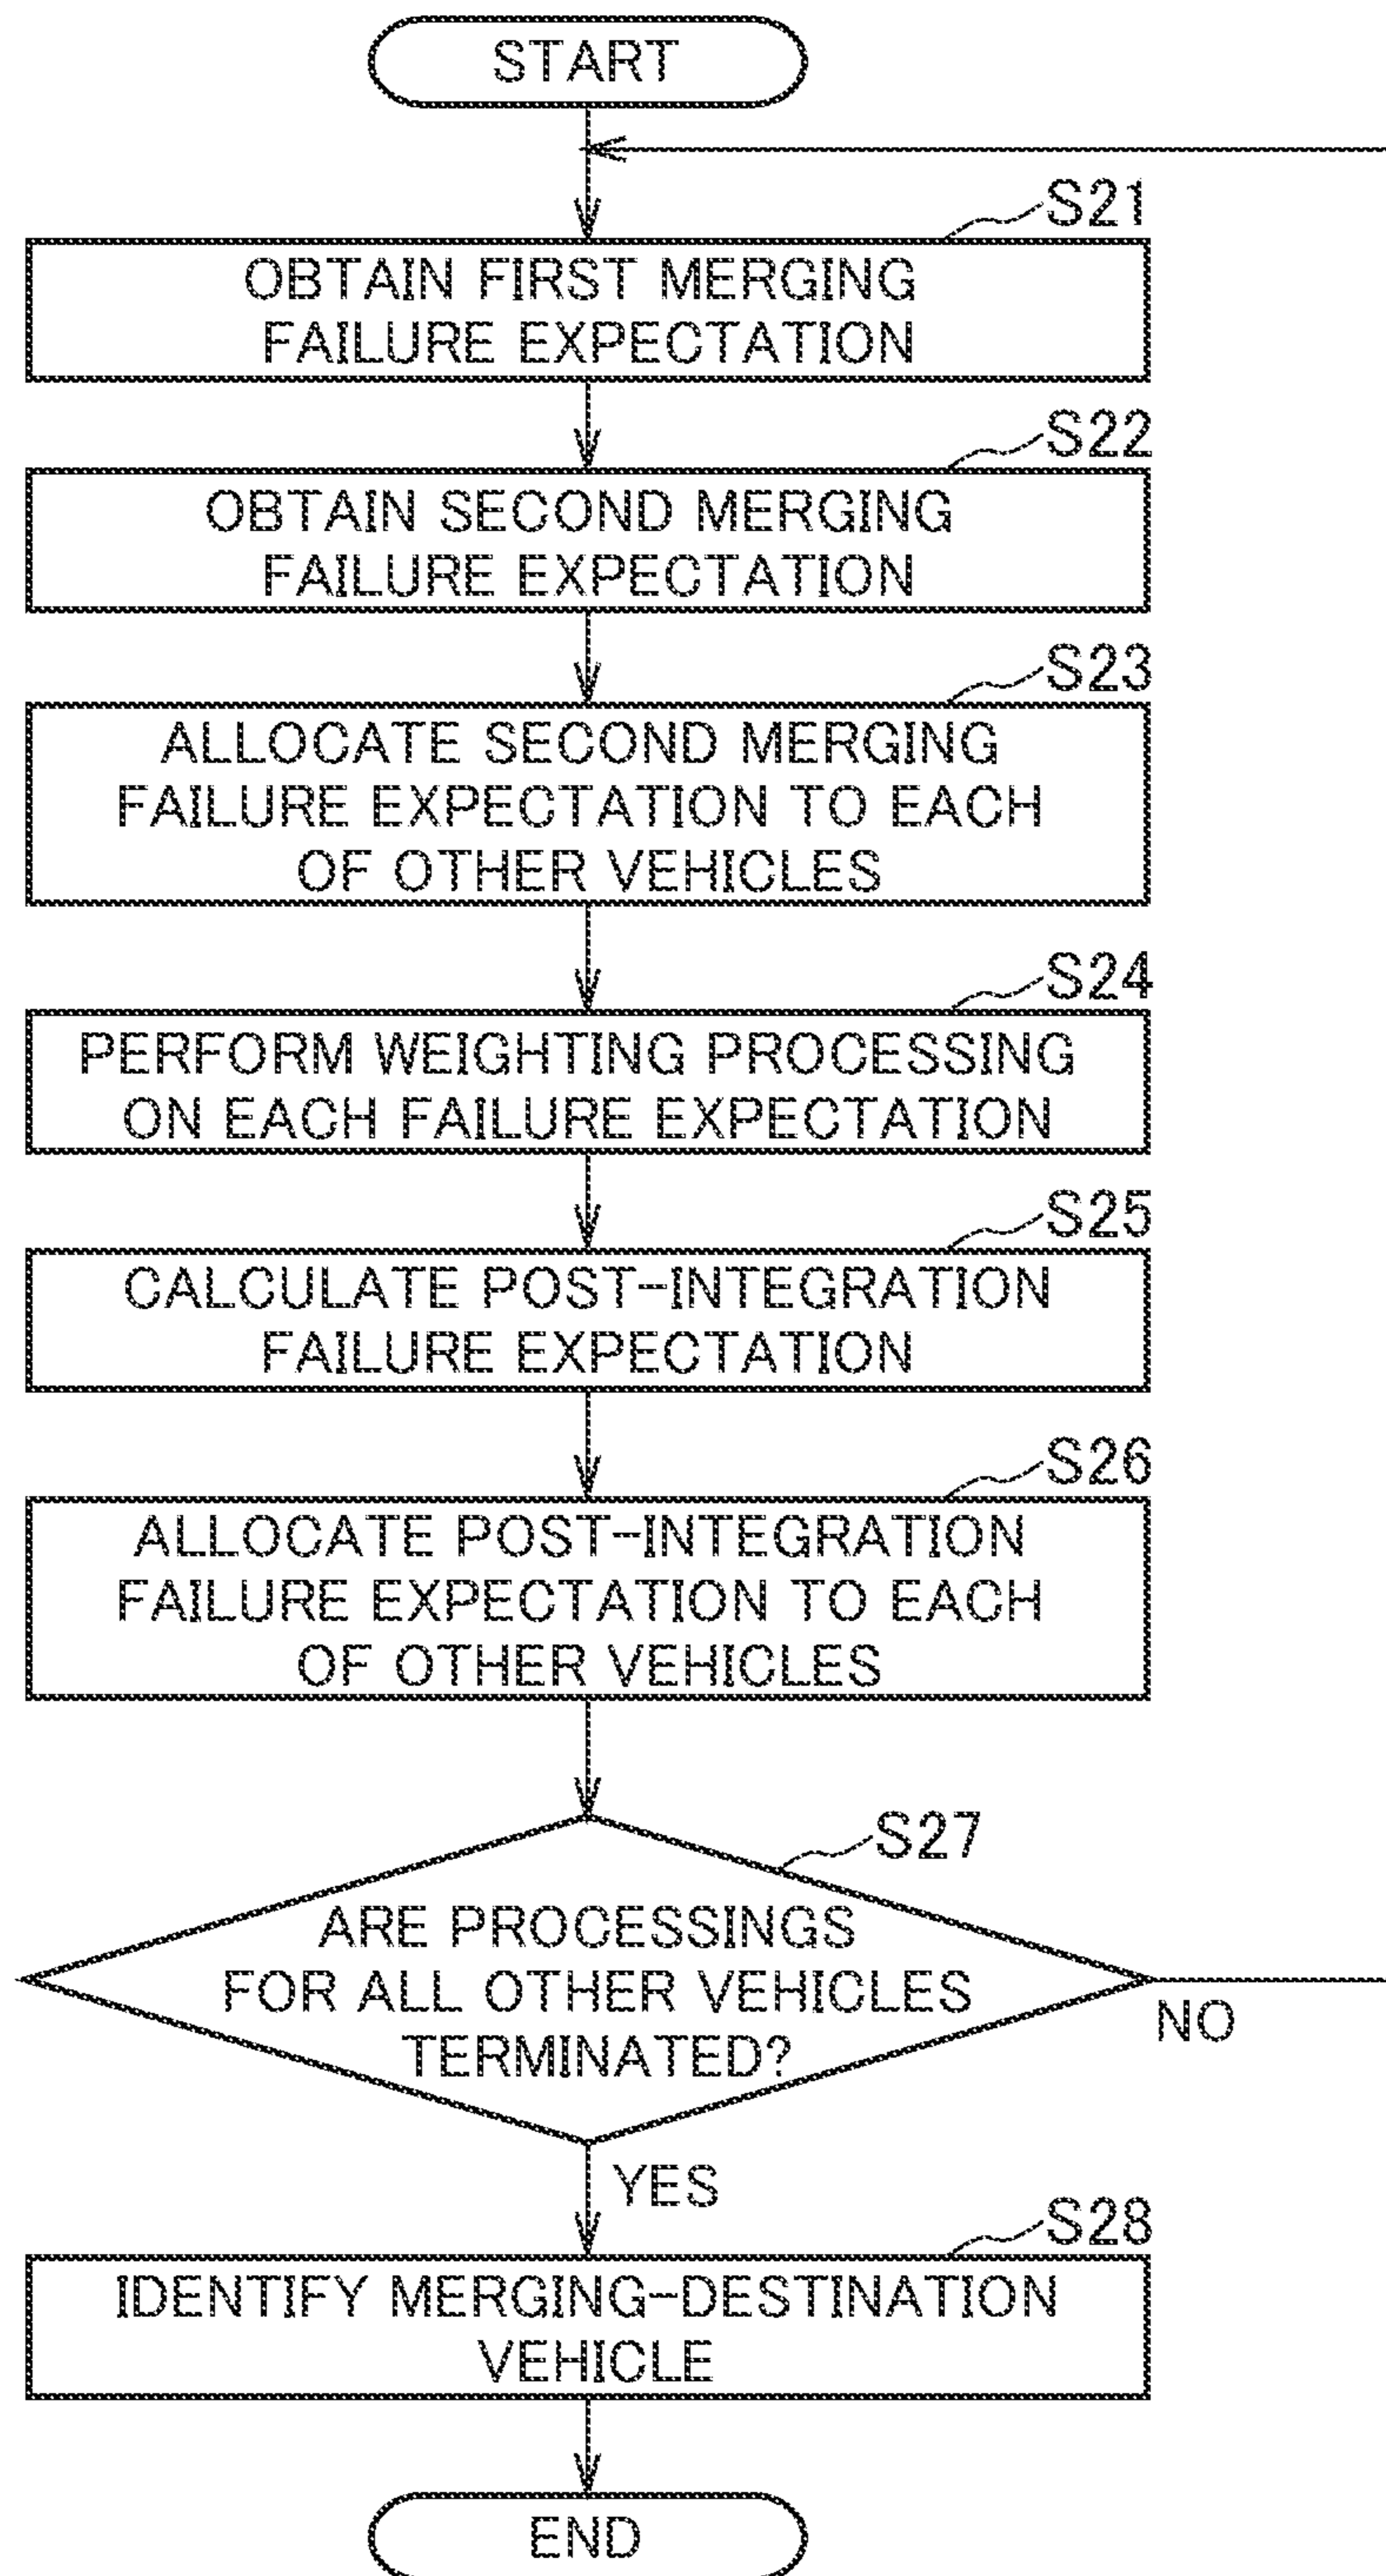 START
S21
OBTAIN FIRST MERGING
FAILURE EXPECTATION
S22
OBTAIN SECOND MERGING
FAILURE EXPECTATION
S23
ALLOCATE SECOND MERGING
FAILURE EXPECTATION TO EACH
OF OTHER VEHICLES
S24
PERFORM WEIGHTING PROCESSING
ON EACH FAILURE EXPECTATION
S25
CALCULATE POST-INTEGRATION
FAILURE EXPECTATION
S26
ALLOCATE POST-INTEGRATION
FAILURE EXPECTATION TO EACH
OF OTHER VEHICLES
S27
ARE PROCESSINGS
FOR ALL OTHER VEHICLES
TERMINATED?
NO
YES
S28
IDENTIFY MERGING-DESTINATION
VEHICLE
END